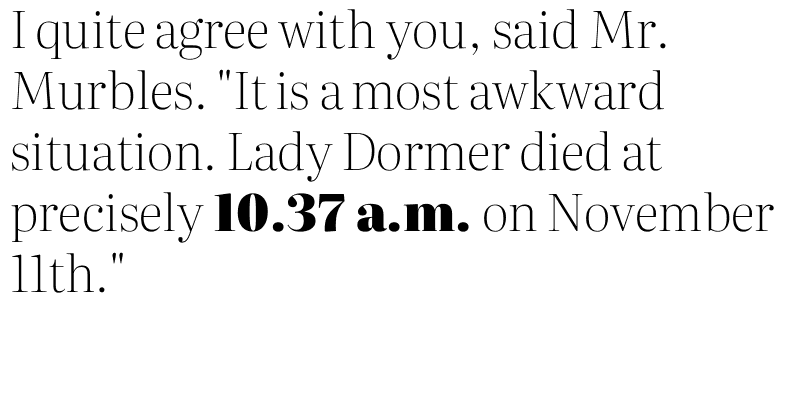 I quite agree with you, said Mr.
Murbles. "It is a most awkward
situation. Lady Dormer died at
precisely 10.37 a.m. on November
11th."